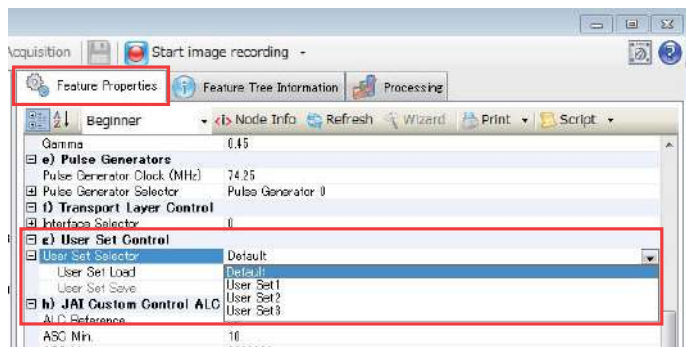 Acquisition Start image recording
Feature Properties Feature Tree Information Processing
Beginner <i> Node Info Refresh Wizard Print Script
Gamma 0.45
e) Pulse Generators
Pulse Generator Clock (MHz) 74.25
Pulse Generator Selector Pulse Generator 0
f) Transport Layer Control
Interface Selector 0
g) User Set Control
User Set Selector Default
User Set Load Default
User Set1
User Set Save User Set2
h) JAI Custom Control ALC User Set3
ALC Reference
ASC Min. 10